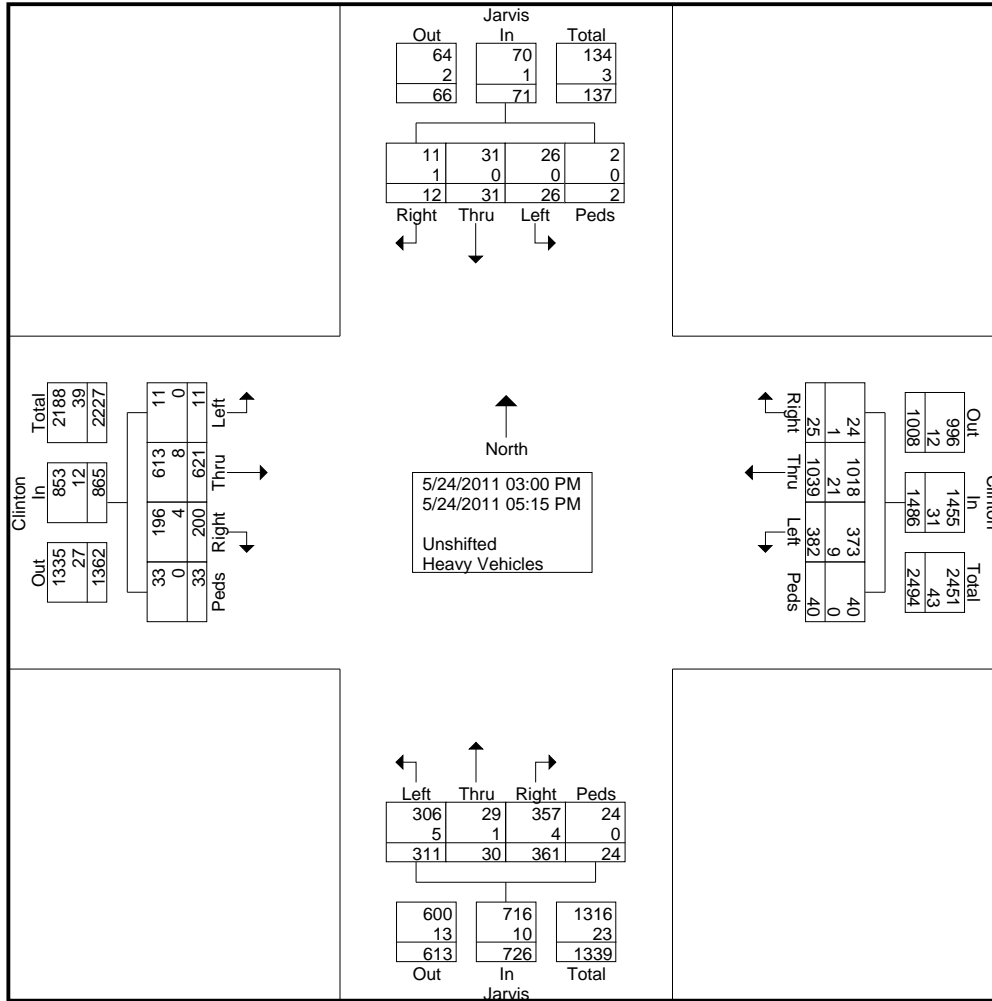 Jarvis
Out In Total
64 70 134
2 1 3
66 71 137
11 31 26 2
1 0 0 0
12 31 26 2
Right Thru Left Peds
Clinton
Total In Out
2188 853 1335
39 12 27
2227 865 1362
11 613 196 33
0 8 4 0
11 621 200 33
Left Thru Right Peds
North
5/24/2011 03:00 PM
5/24/2011 05:15 PM
Unshifted
Heavy Vehicles
Right Thru Left Peds
25 1039 382 40
1 21 9 0
24 1018 373 40
Out In Total
996 1455 2451
12 31 43
1008 1486 2494
Clinton
Left Thru Right Peds
306 29 357 24
5 1 4 0
311 30 361 24
600 716 1316
13 10 23
613 726 1339
Out In Total
Jarvis